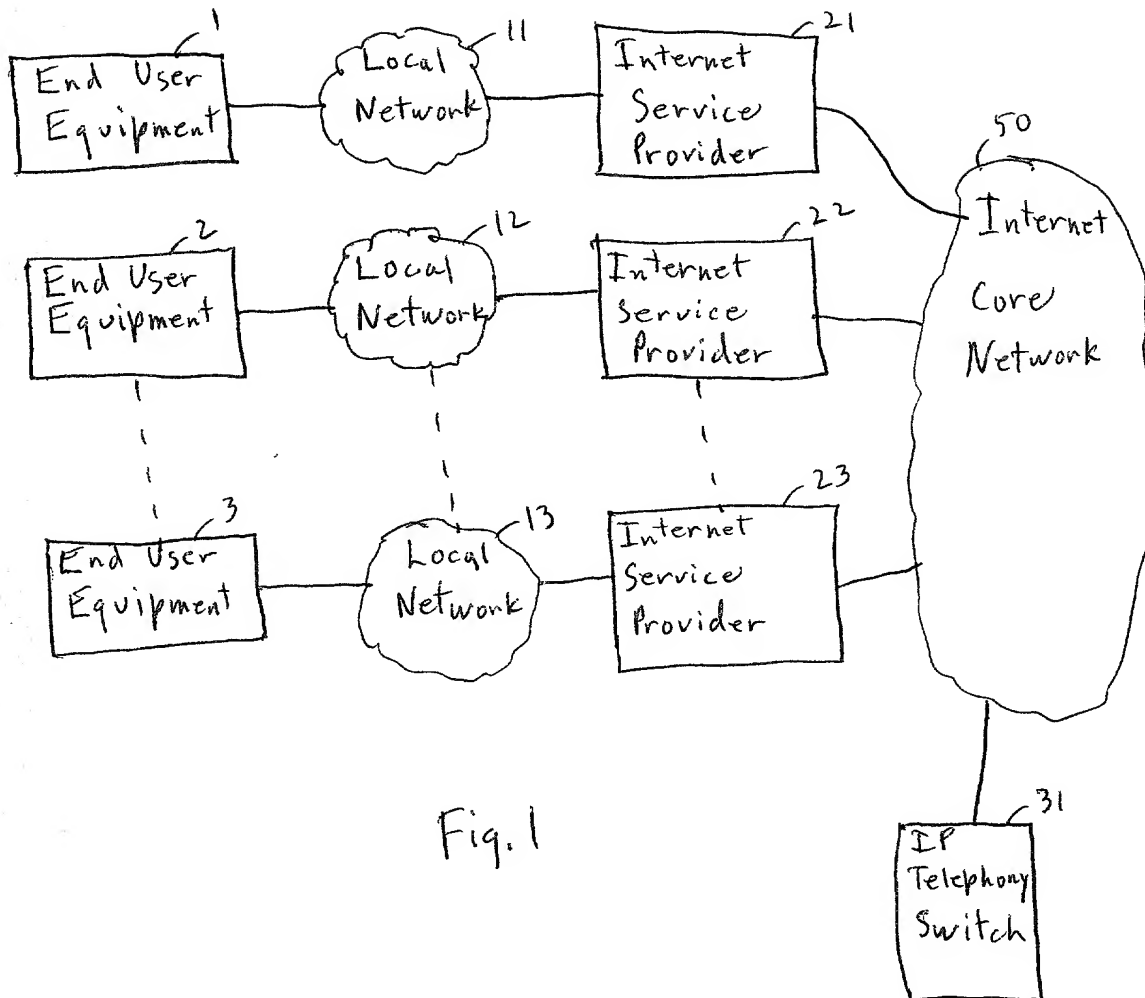 1
End User
Equipment
11
Local
Network
21
Internet
Service
Provider
50
Internet
Core
Network
2
End User
Equipment
12
Local
Network
22
Internet
Service
Provider
3
End User
Equipment
13
Local
Network
23
Internet
Service
Provider
31
IP
Telephony
Switch
Fig. 1